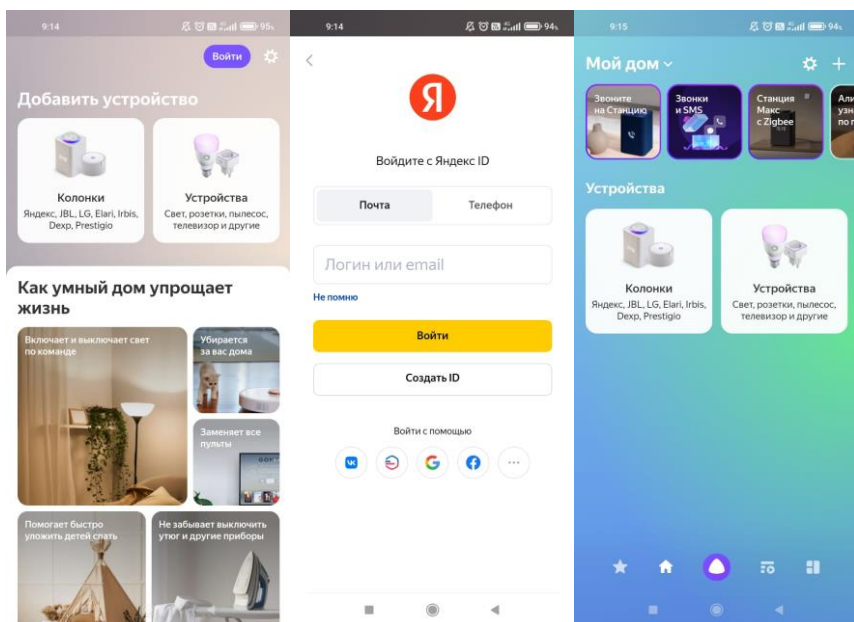 9:14
95%
Войти
Добавить устройство
Колонки
Яндекс, JBL, LG, Elari, Irbis,
Dexp, Prestigio
Устройства
Свет, розетки, пылесос,
телевизор и другие
Как умный дом упрощает
жизнь
Включает и выключает свет
по команде
Убирается
за вас дома
Заменяет все
пульты
Помогает быстро
уложить детей спать
Не забывает выключить
утюг и другие приборы
9:14
94%
Я
Войдите с Яндекс ID
Почта
Телефон
Логин или email
Не помню
Войти
Создать ID
Войти с помощью
9:15
94%
Мой дом
Звоните
на Станцию
Звонки
и SMS
Станция
Макс
с Zigbee
Али
узн
по г
Устройства
Колонки
Яндекс, JBL, LG, Elari, Irbis,
Dexp, Prestigio
Устройства
Свет, розетки, пылесос,
телевизор и другие